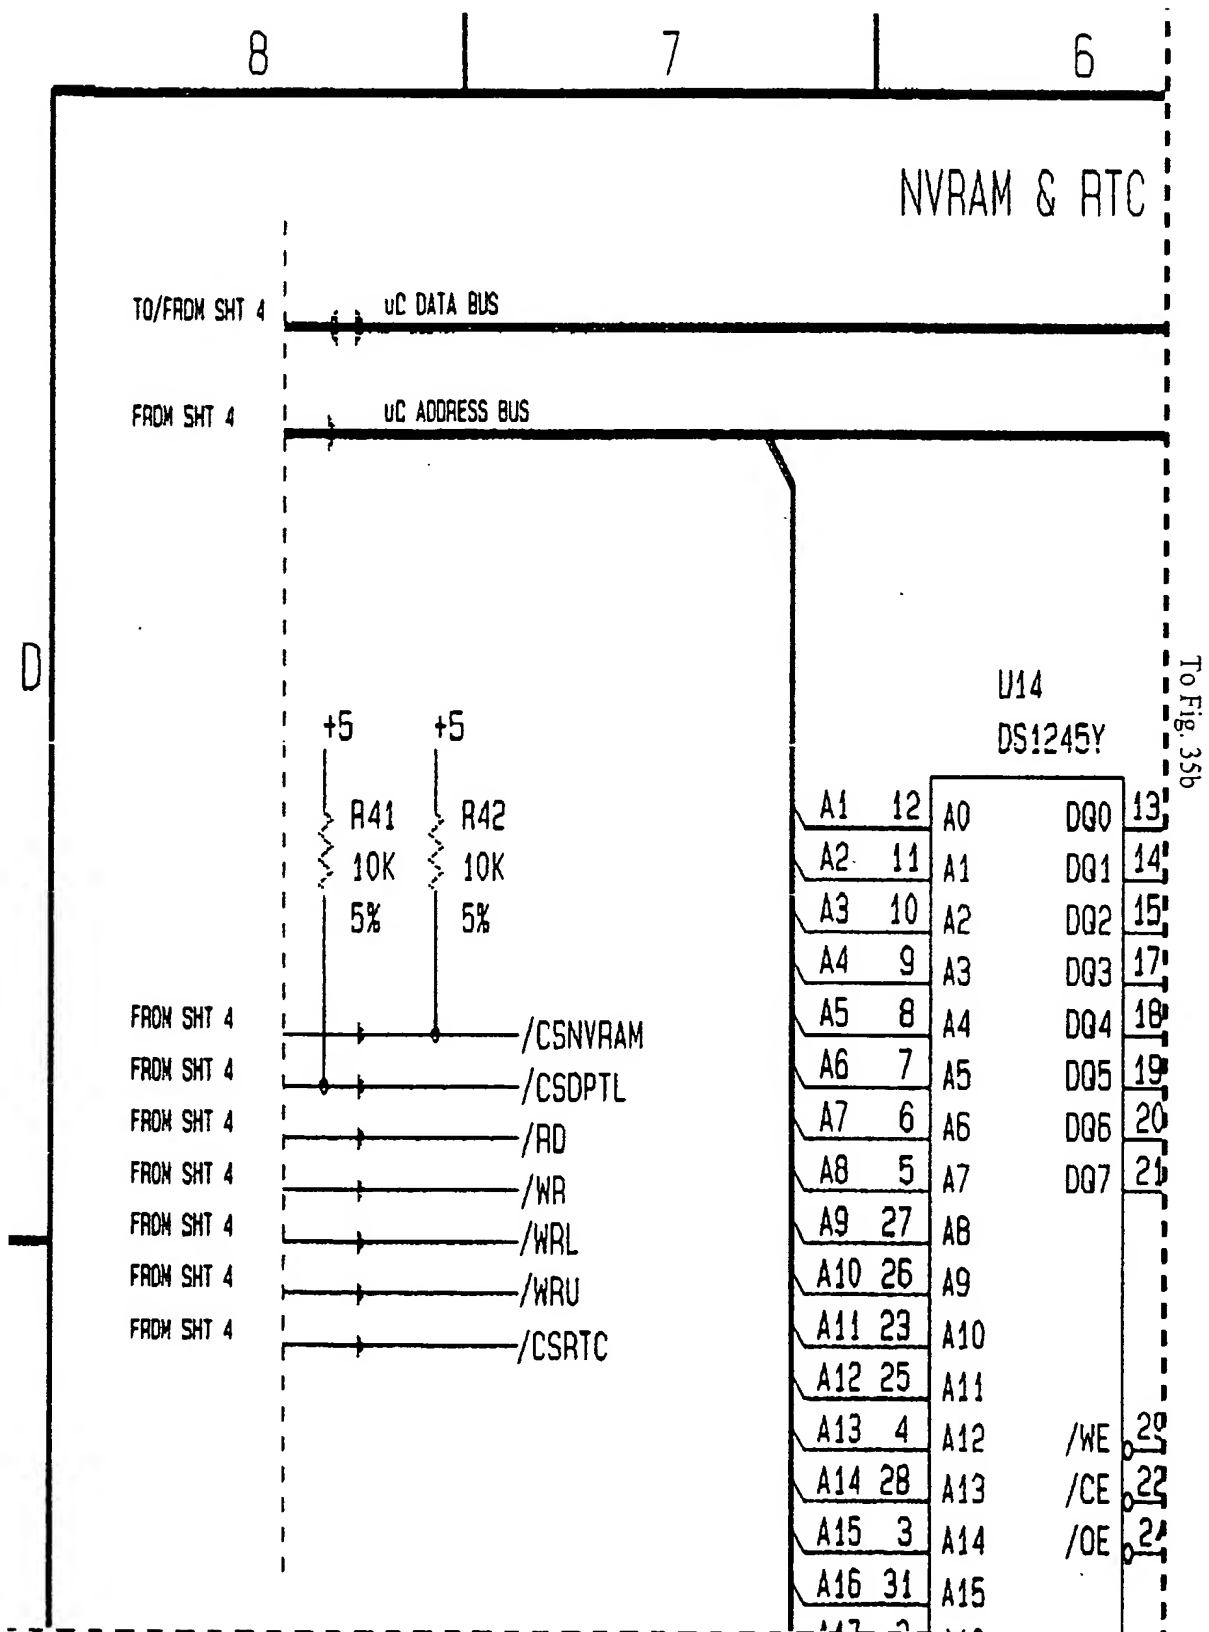 8 7 6
NVRAM & RTC
TO/FROM SHT 4 uC DATA BUS
FROM SHT 4 uC ADDRESS BUS
D
To Fig. 35b
U14
DS1245Y
+5 +5
R41 R42
10K 10K
5% 5%
FROM SHT 4 /CSNVRAM
FROM SHT 4 /CSDPTL
FROM SHT 4 /RD
FROM SHT 4 /WR
FROM SHT 4 /WRL
FROM SHT 4 /WRU
FROM SHT 4 /CSRTC
A1 12 A0 DQ0 13
A2 11 A1 DQ1 14
A3 10 A2 DQ2 15
A4 9 A3 DQ3 17
A5 8 A4 DQ4 18
A6 7 A5 DQ5 19
A7 6 A6 DQ6 20
A8 5 A7 DQ7 21
A9 27 A8
A10 26 A9
A11 23 A10
A12 25 A11
A13 4 A12 /WE
A14 28 A13 /CE 22
A15 3 A14 /OE
A16 31 A15